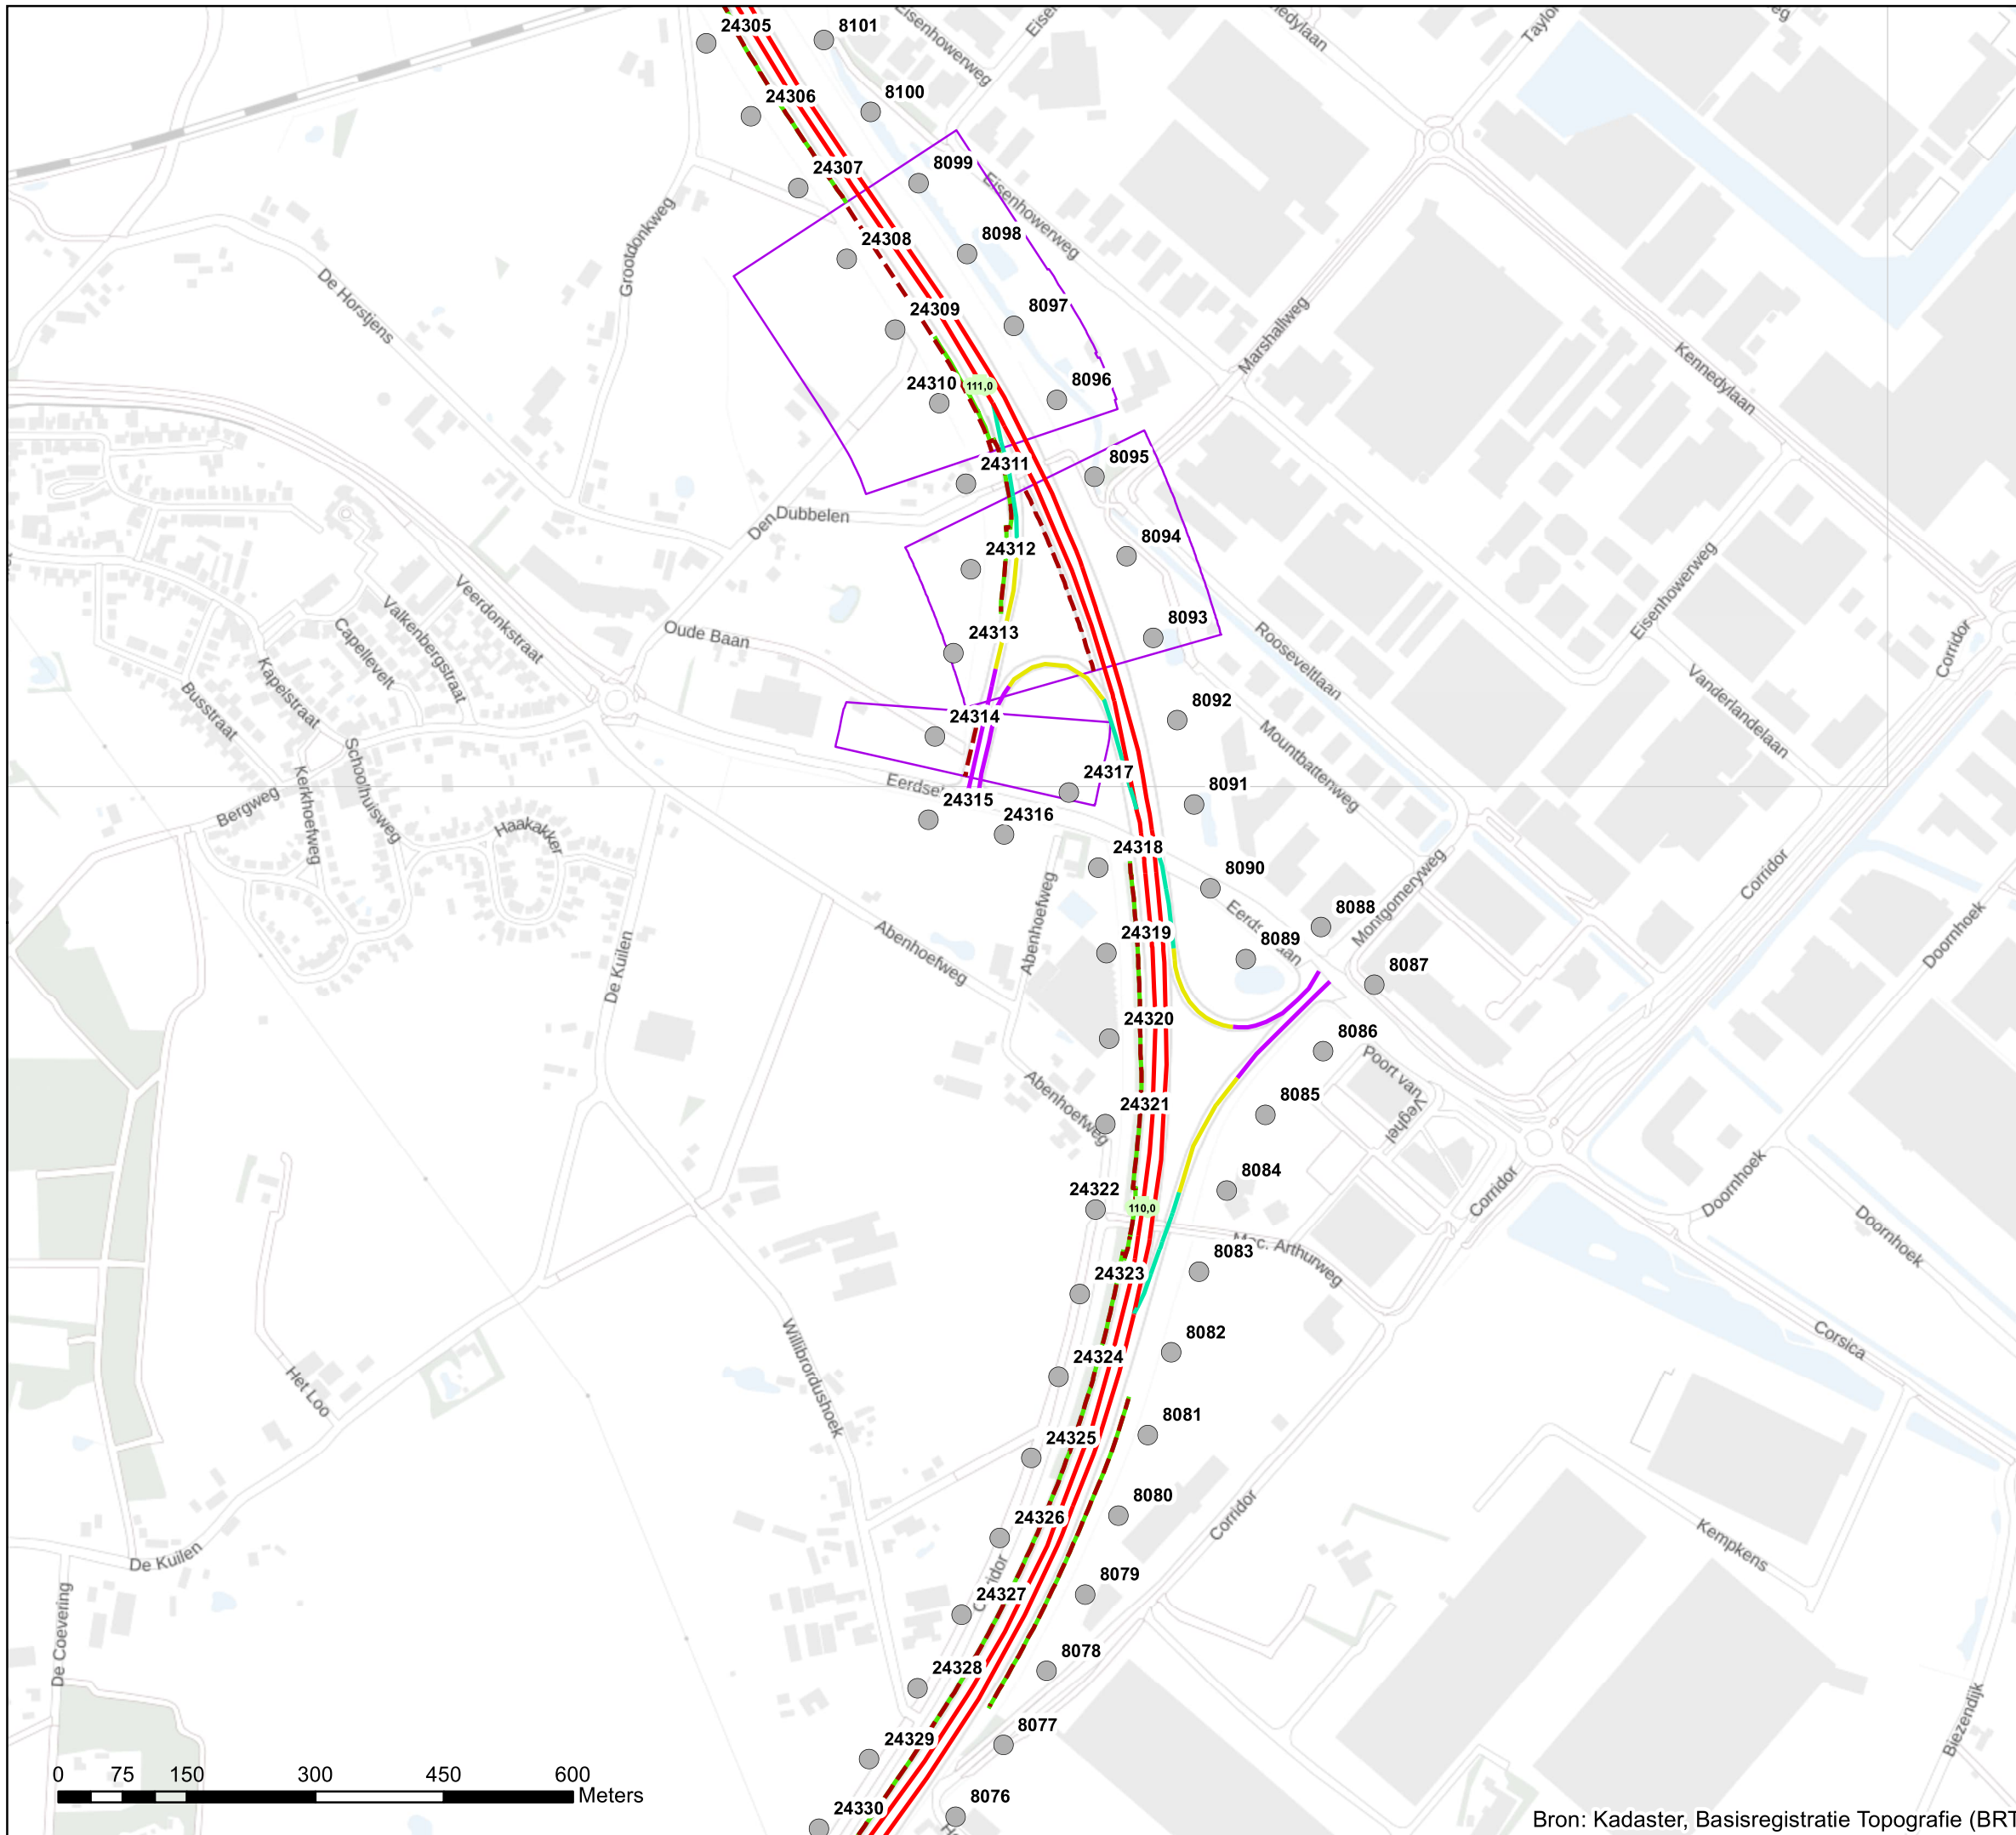 24305
8101
Eisenhowerweg
24306
8100
Grootdonkweg
24307
8099
Eisenhowerweg
De Horstjens
24308
8098
24309
8097
Marshallweg
Kennedylaan
24310
111,0
8096
24311
8095
Den
Dubbelen
24312
8094
Veerdonkstraat
Valkenbergstraat
Capellevelt
Oude Baan
24313
8093
Eisenhowerweg
Rooseveltlaan
Corridor
Kapelstraat
Busstraat
24314
8092
Vanderlandelaan
Mountbattenweg
Schoolhuisweg
Kerkhoefweg
24317
24315
8091
24316
Bergweg
Haakakker
24318
8090
Montgomeryweg
Corridor
Abenhoefweg
Abenhoefweg
24319
8089
8088
8087
Doornhoek
De Kuilen
24320
8086
Poort van
Veghel
Abenhoefweg
24321
8085
24322
110,0
8084
Corridor
Doornhoek
Doornhoek
Mac. Arthurweg
24323
8083
Willibrordushoek
Het Loo
24324
8082
Corsica
24325
8081
24326
8080
Corridor
Kempkens
De Kuilen
24327
8079
De Coevering
24328
8078
24329
8077
Biezendijk
0 75 150 300 450 600
Meters
24330
8076
Bron: Kadaster, Basisregistratie Topografie (BRT